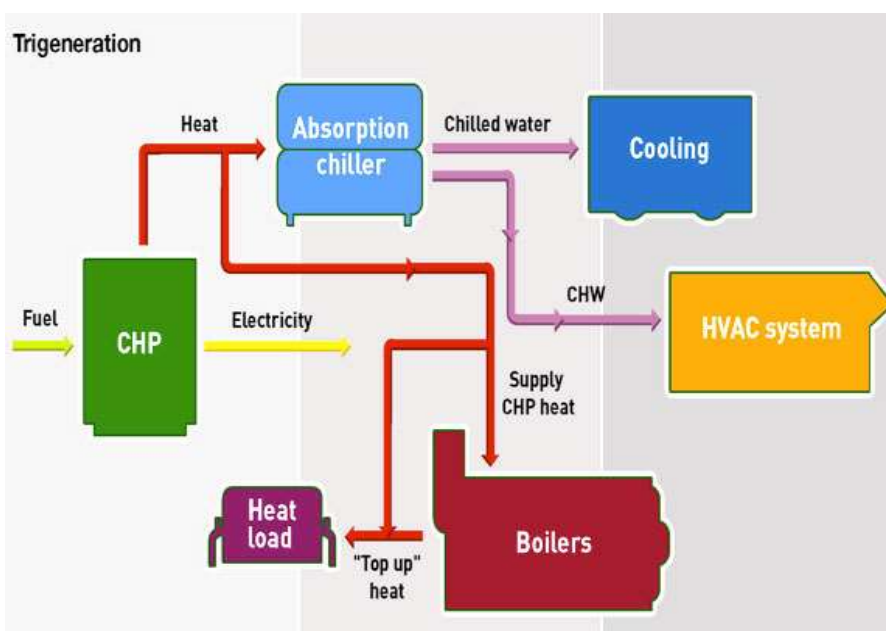 Trigeneration
Heat
Absorption
chiller
Chilled water
Cooling
Fuel
CHP
Electricity
CHW
HVAC system
Supply
CHP heat
Heat
load
"Top up"
heat
Boilers